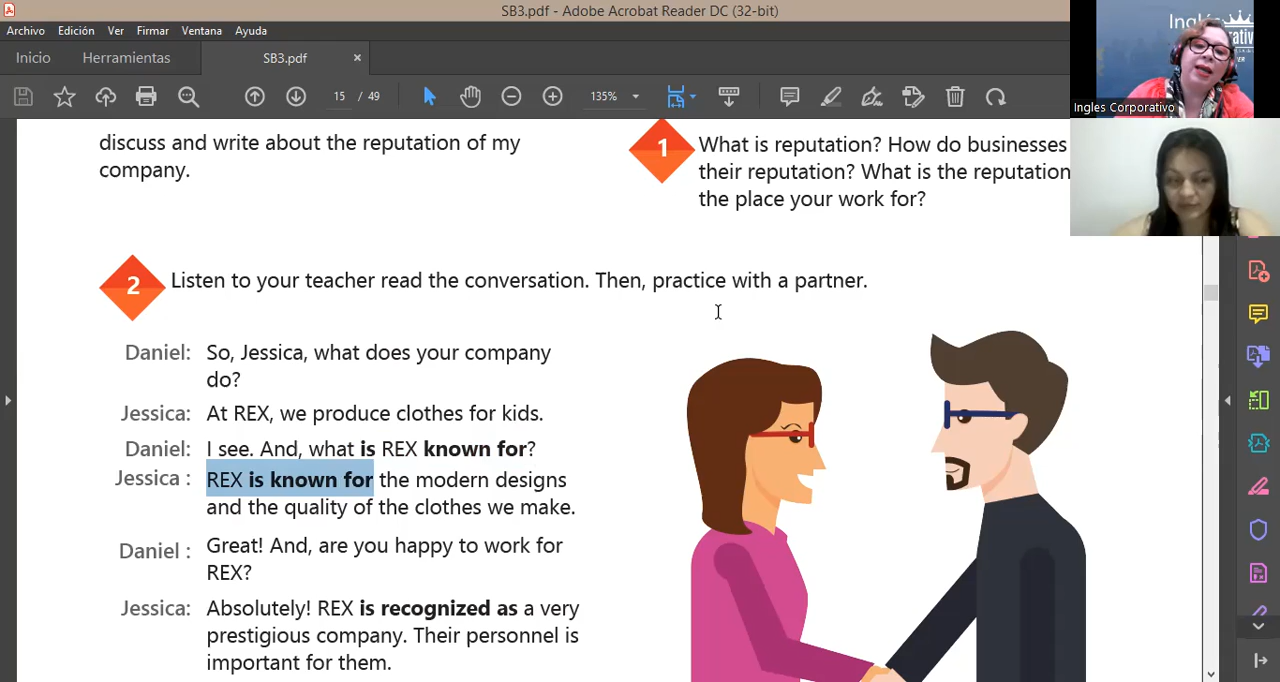 SB3.pdf - Adobe Acrobat Reader DC (32-bit)
Archivo Edición Ver Firmar Ventana Ayuda
Inicio Herramientas SB3.pdf ×
15 / 49 135%
Inglés
Ingles Corporativo
discuss and write about the reputation of my
company.
1
What is reputation? How do businesses
their reputation? What is the reputation
the place your work for?
2
Listen to your teacher read the conversation. Then, practice with a partner.
Daniel: So, Jessica, what does your company
do?
Jessica: At REX, we produce clothes for kids.
Daniel: I see. And, what is REX known for?
Jessica : REX is known for the modern designs
and the quality of the clothes we make.
Daniel : Great! And, are you happy to work for
REX?
Jessica: Absolutely! REX is recognized as a very
prestigious company. Their personnel is
important for them.